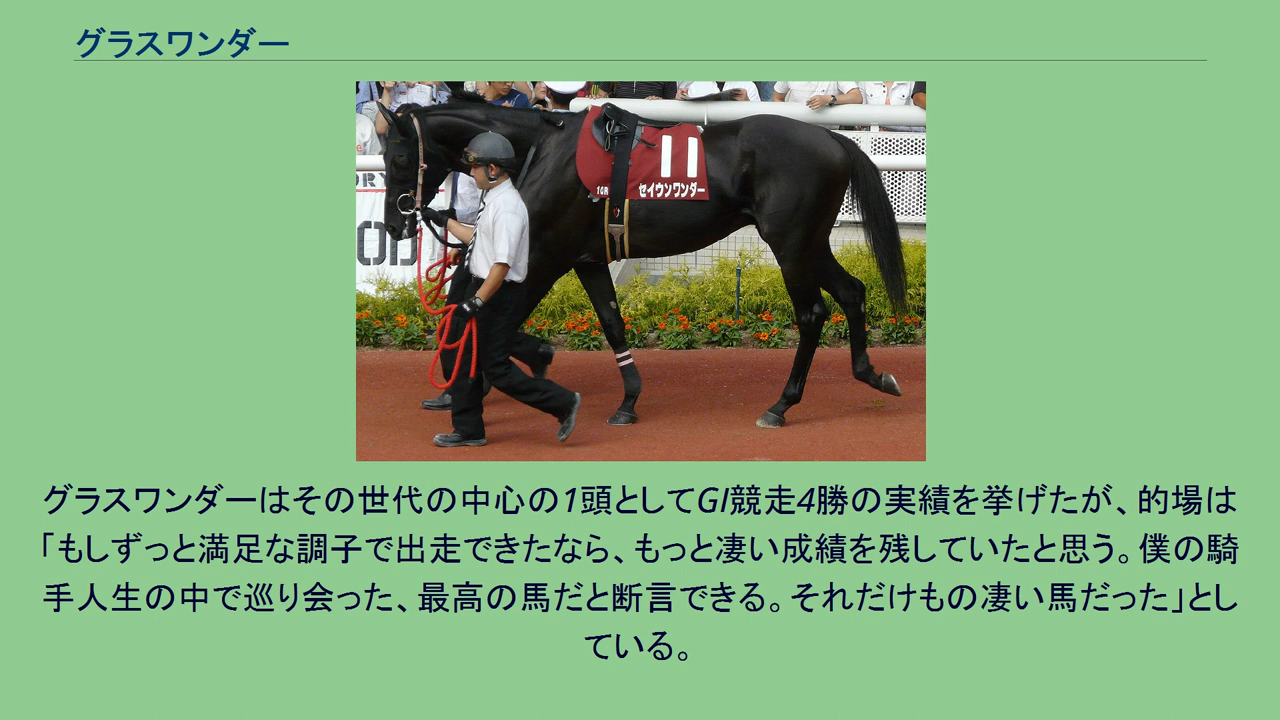 グラスワンダー
11
10R セイウンワンダー
グラスワンダーはその世代の中心の1頭としてGI競走4勝の実績を挙げたが、的場は
「もしずっと満足な調子で出走できたなら、もっと凄い成績を残していたと思う。僕の騎
手人生の中で巡り会った、最高の馬だと断言できる。それだけもの凄い馬だった」とし
ている。